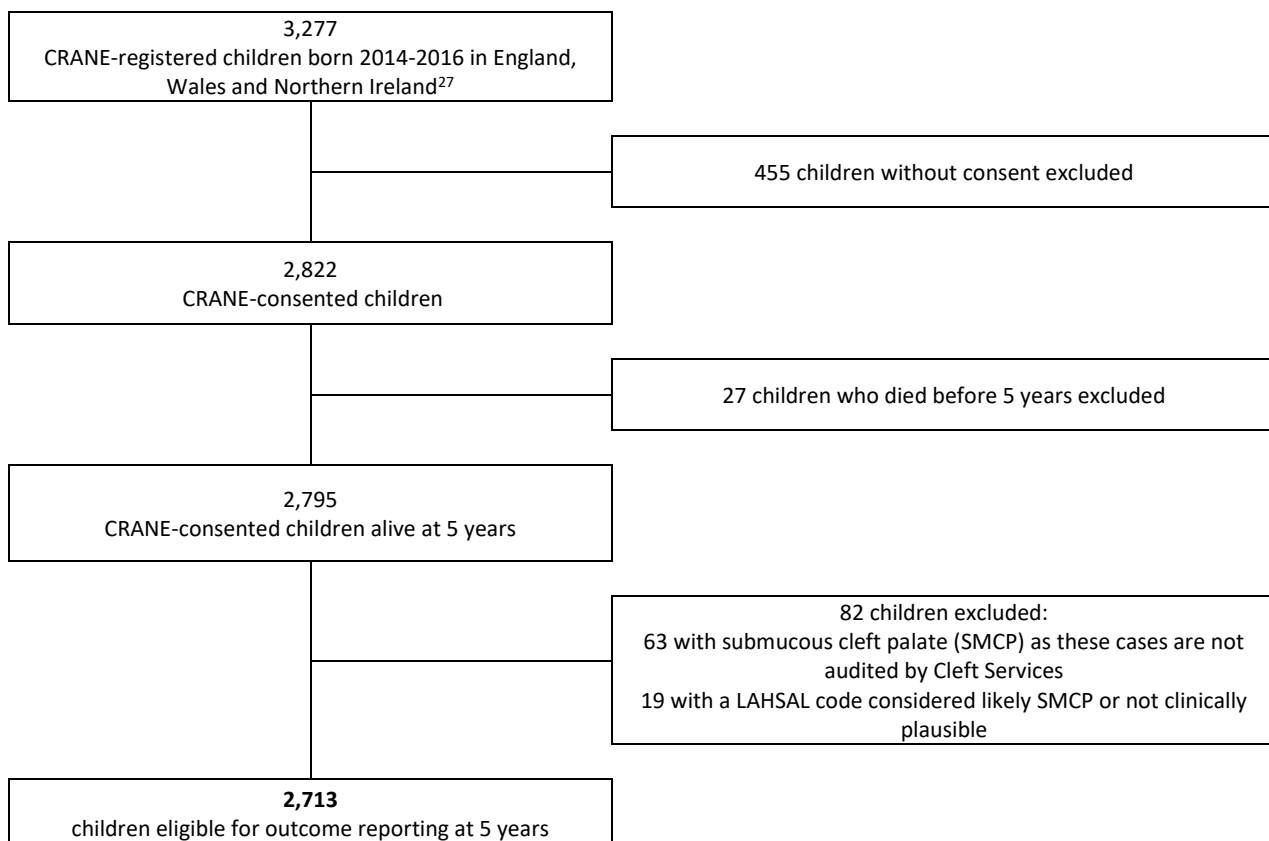 3,277
CRANE-registered children born 2014-2016 in England,
Wales and Northern Ireland²⁷
455 children without consent excluded
2,822
CRANE-consented children
27 children who died before 5 years excluded
2,795
CRANE-consented children alive at 5 years
82 children excluded:
63 with submucous cleft palate (SMCP) as these cases are not
audited by Cleft Services
19 with a LAHSAL code considered likely SMCP or not clinically
plausible
2,713
children eligible for outcome reporting at 5 years